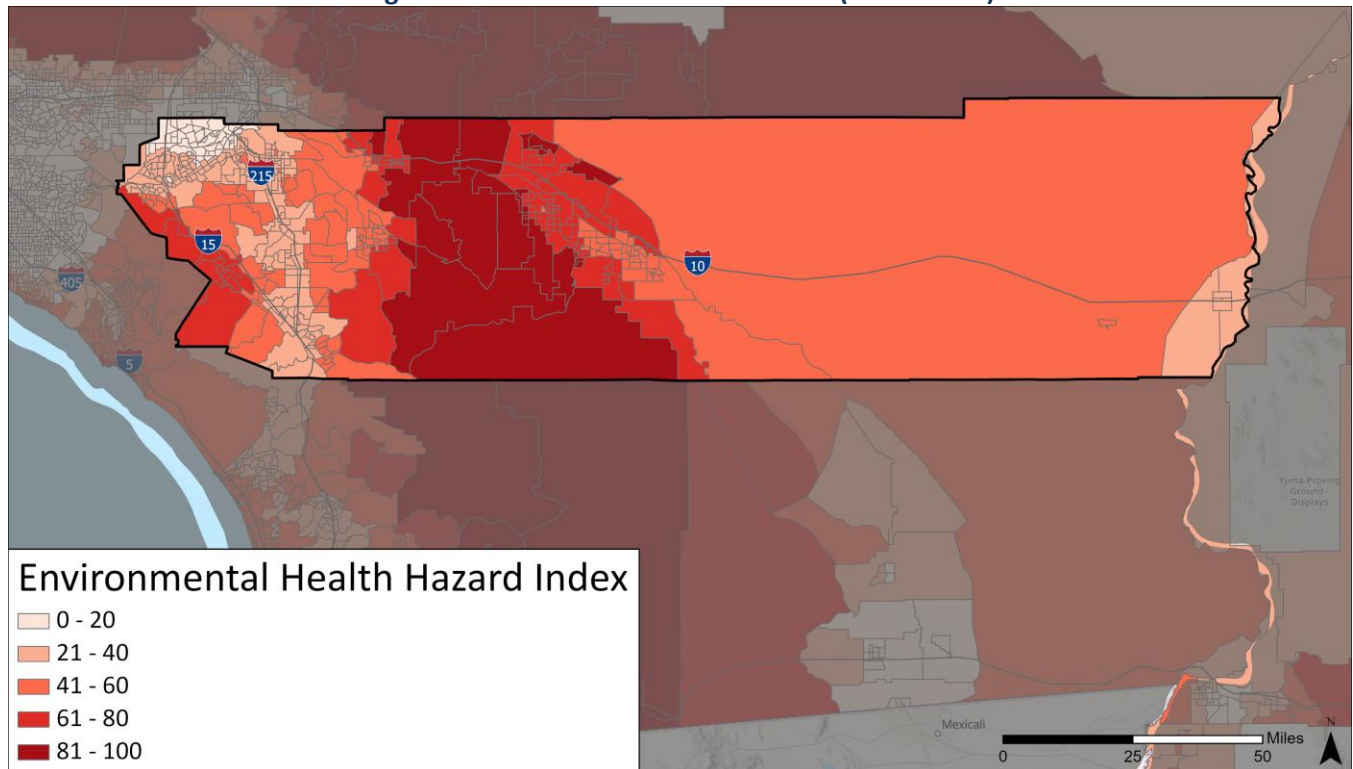 215
15
10
405
5
Yuma Proving
Ground -
Displays
Mexicali
Environmental Health Hazard Index
0 - 20
21 - 40
41 - 60
61 - 80
81 - 100
N
Miles
0 25 50